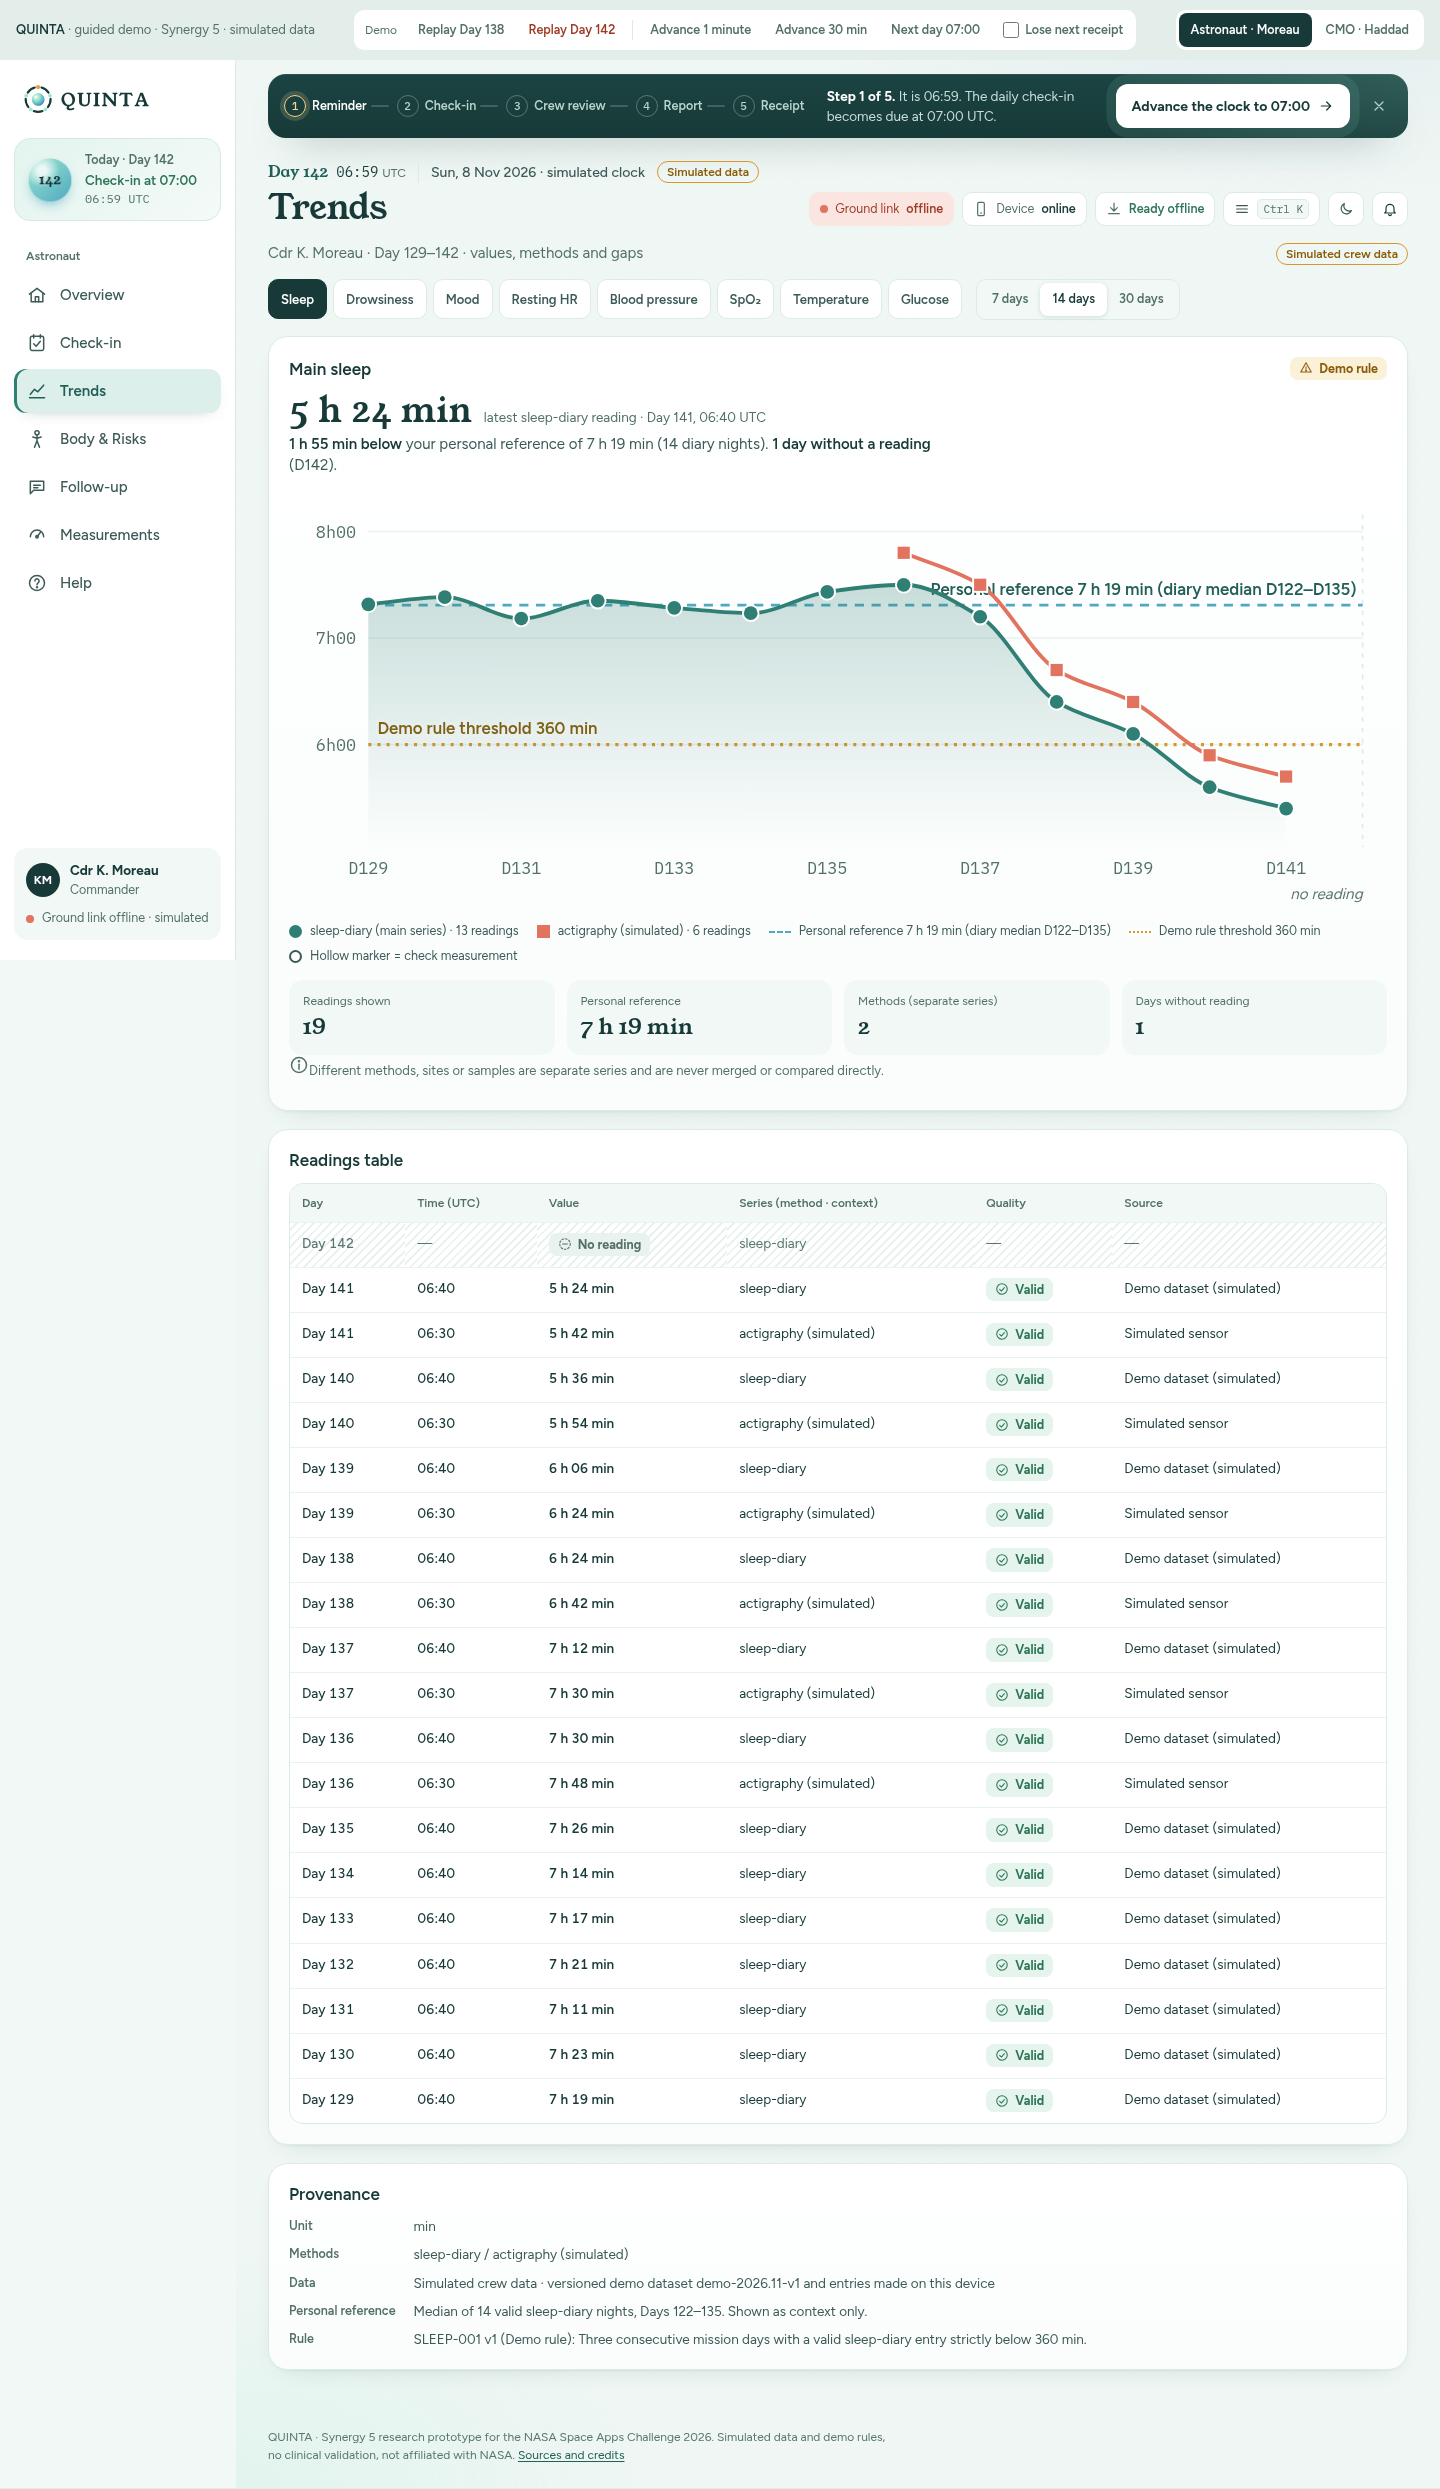 QUINTA · guided demo · Synergy 5 · simulated data
Demo Replay Day 138 Replay Day 142 Advance 1 minute Advance 30 min Next day 07:00 Lose next receipt
Astronaut · Moreau CMO · Haddad
QUINTA
142
Today · Day 142
Check-in at 07:00
06:59 UTC
Astronaut
Overview
Check-in
Trends
Body & Risks
Follow-up
Measurements
Help
KM
Cdr K. Moreau
Commander
Ground link offline · simulated
1 Reminder 2 Check-in 3 Crew review 4 Report 5 Receipt
Step 1 of 5. It is 06:59. The daily check-in
becomes due at 07:00 UTC.
Advance the clock to 07:00
Day 142 06:59 UTC Sun, 8 Nov 2026 · simulated clock Simulated data
Trends
Ground link offline Device online Ready offline Ctrl K
Cdr K. Moreau · Day 129–142 · values, methods and gaps
Simulated crew data
Sleep Drowsiness Mood Resting HR Blood pressure SpO₂ Temperature Glucose 7 days 14 days 30 days
Main sleep
Demo rule
5 h 24 min latest sleep-diary reading · Day 141, 06:40 UTC
1 h 55 min below your personal reference of 7 h 19 min (14 diary nights). 1 day without a reading
(D142).
8h00
Personal reference 7 h 19 min (diary median D122–D135)
7h00
Demo rule threshold 360 min
6h00
D129 D131 D133 D135 D137 D139 D141
no reading
sleep-diary (main series) · 13 readings actigraphy (simulated) · 6 readings Personal reference 7 h 19 min (diary median D122–D135) Demo rule threshold 360 min
Hollow marker = check measurement
Readings shown
19
Personal reference
7 h 19 min
Methods (separate series)
2
Days without reading
1
Different methods, sites or samples are separate series and are never merged or compared directly.
Readings table
Day Time (UTC) Value Series (method · context) Quality Source
Day 142 — No reading sleep-diary — —
Day 141 06:40 5 h 24 min sleep-diary Valid Demo dataset (simulated)
Day 141 06:30 5 h 42 min actigraphy (simulated) Valid Simulated sensor
Day 140 06:40 5 h 36 min sleep-diary Valid Demo dataset (simulated)
Day 140 06:30 5 h 54 min actigraphy (simulated) Valid Simulated sensor
Day 139 06:40 6 h 06 min sleep-diary Valid Demo dataset (simulated)
Day 139 06:30 6 h 24 min actigraphy (simulated) Valid Simulated sensor
Day 138 06:40 6 h 24 min sleep-diary Valid Demo dataset (simulated)
Day 138 06:30 6 h 42 min actigraphy (simulated) Valid Simulated sensor
Day 137 06:40 7 h 12 min sleep-diary Valid Demo dataset (simulated)
Day 137 06:30 7 h 30 min actigraphy (simulated) Valid Simulated sensor
Day 136 06:40 7 h 30 min sleep-diary Valid Demo dataset (simulated)
Day 136 06:30 7 h 48 min actigraphy (simulated) Valid Simulated sensor
Day 135 06:40 7 h 26 min sleep-diary Valid Demo dataset (simulated)
Day 134 06:40 7 h 14 min sleep-diary Valid Demo dataset (simulated)
Day 133 06:40 7 h 17 min sleep-diary Valid Demo dataset (simulated)
Day 132 06:40 7 h 21 min sleep-diary Valid Demo dataset (simulated)
Day 131 06:40 7 h 11 min sleep-diary Valid Demo dataset (simulated)
Day 130 06:40 7 h 23 min sleep-diary Valid Demo dataset (simulated)
Day 129 06:40 7 h 19 min sleep-diary Valid Demo dataset (simulated)
Provenance
Unit min
Methods sleep-diary / actigraphy (simulated)
Data Simulated crew data · versioned demo dataset demo-2026.11-v1 and entries made on this device
Personal reference Median of 14 valid sleep-diary nights, Days 122–135. Shown as context only.
Rule SLEEP-001 v1 (Demo rule): Three consecutive mission days with a valid sleep-diary entry strictly below 360 min.
QUINTA · Synergy 5 research prototype for the NASA Space Apps Challenge 2026. Simulated data and demo rules,
no clinical validation, not affiliated with NASA. Sources and credits